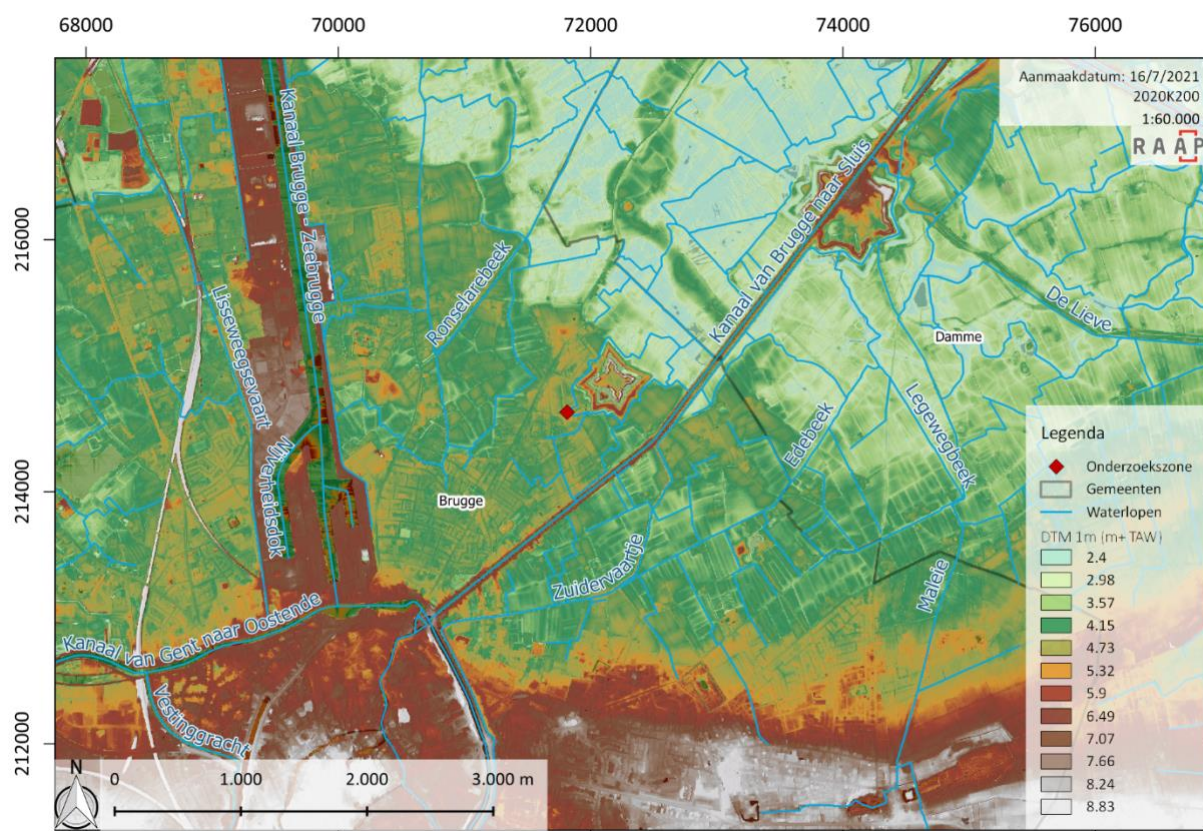 68000
70000
72000
74000
76000
216000
214000
212000
Aanmaakdatum: 16/7/2021
2020K200
1:60.000
RAAP
Kanaal Brugge - Zeebrugge
Lisseweegsevaart
Nijverheidsdok
Ronselarebeek
Kanaal van Brugge naar Sluis
De Lieve
Damme
Legewegbeek
Edebeek
Brugge
Zuidervaartje
Maleie
Kanaal van Gent naar Oostende
Vestinggracht
Legenda
Onderzoekszone
Gemeenten
Waterlopen
DTM 1m (m+ TAW)
2.4
2.98
3.57
4.15
4.73
5.32
5.9
6.49
7.07
7.66
8.24
8.83
N
0 1.000 2.000 3.000 m